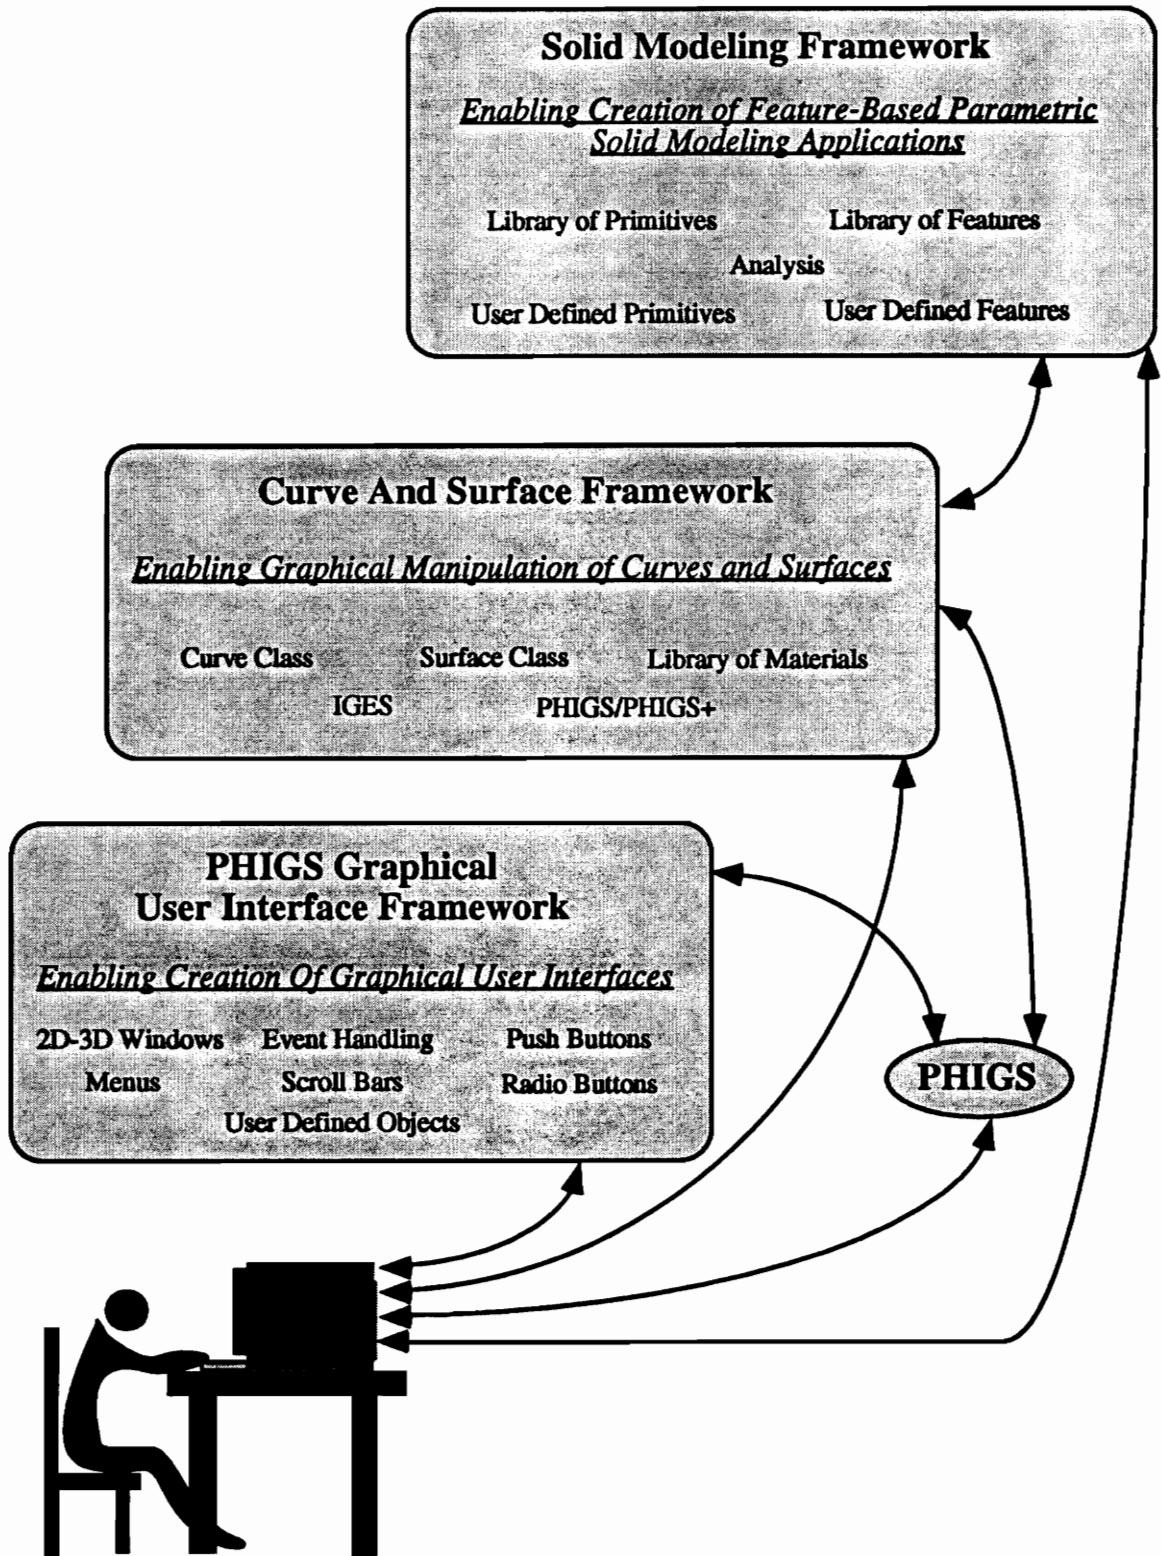 Solid Modeling Framework
Enabling Creation of Feature-Based Parametric
Solid Modeling Applications
Library of Primitives Library of Features
Analysis
User Defined Primitives User Defined Features
Curve And Surface Framework
Enabling Graphical Manipulation of Curves and Surfaces
Curve Class Surface Class Library of Materials
IGES PHIGS/PHIGS+
PHIGS Graphical
User Interface Framework
Enabling Creation Of Graphical User Interfaces
2D-3D Windows Event Handling Push Buttons
Menus Scroll Bars Radio Buttons
User Defined Objects
PHIGS